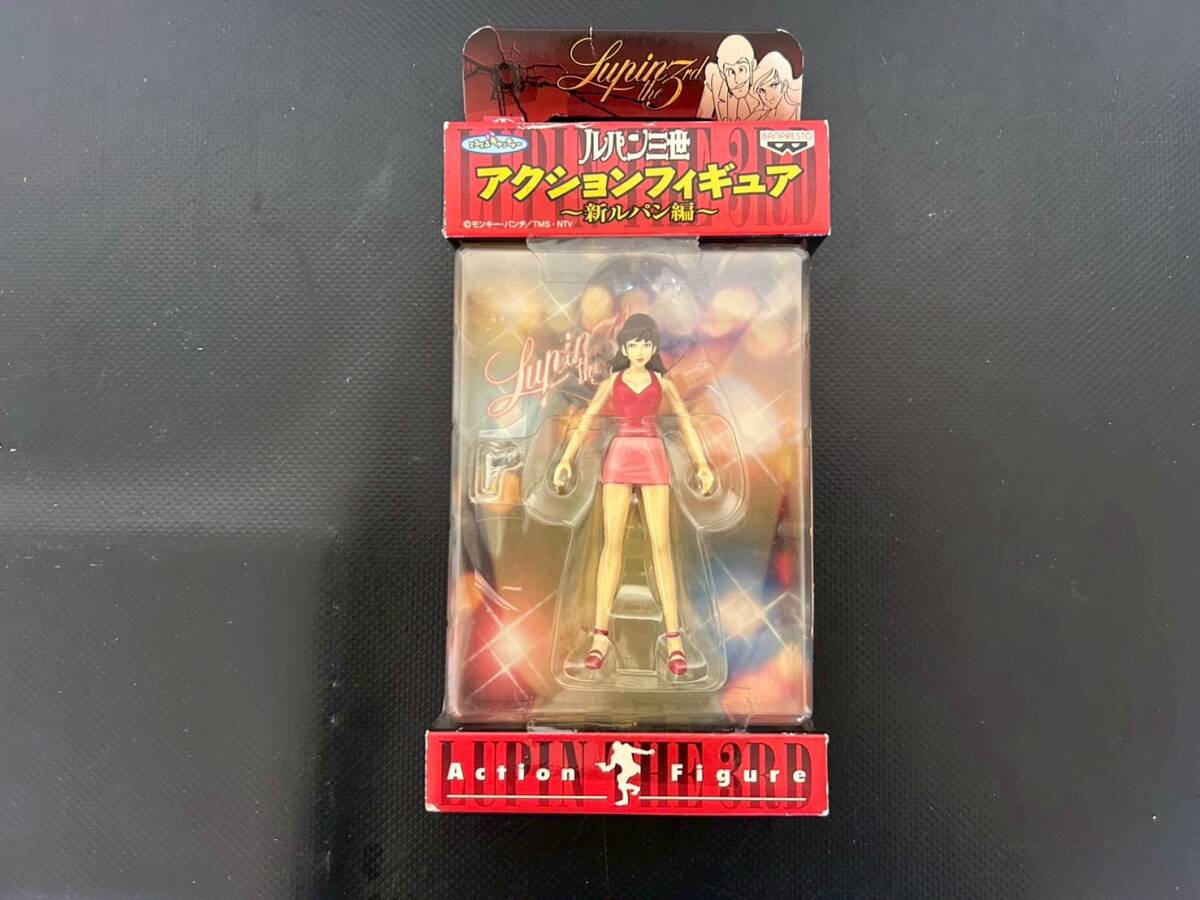 Lupin the 3rd
LUPIN THE 3RD
ルパン三世
BANPRESTO
アクションフィギュア
～新ルパン編～
©モンキー・パンチ/TMS・NTV
Lupin the
LUPIN THE 3RD
Action Figure